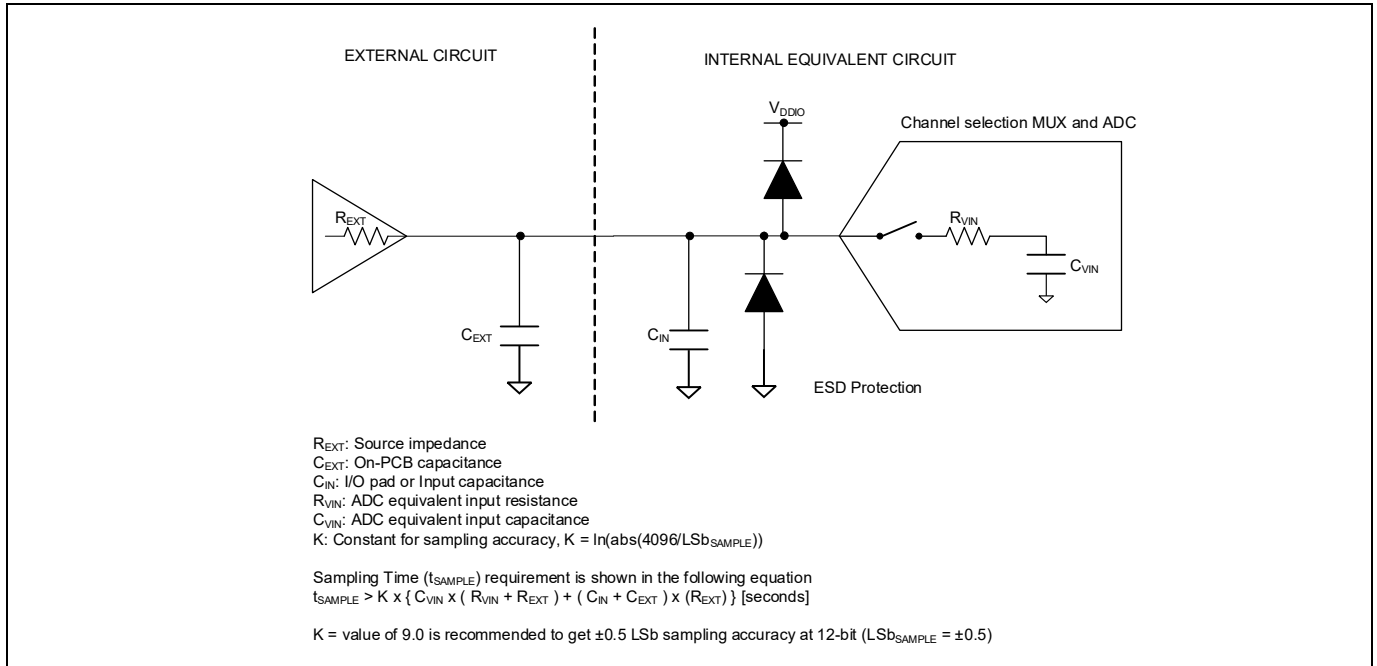 EXTERNAL CIRCUIT
INTERNAL EQUIVALENT CIRCUIT
VDDIO
Channel selection MUX and ADC
REXT
RVIN
CVIN
CEXT
CIN
ESD Protection
REXT: Source impedance
CEXT: On-PCB capacitance
CIN: I/O pad or Input capacitance
RVIN: ADC equivalent input resistance
CVIN: ADC equivalent input capacitance
K: Constant for sampling accuracy, K = ln(abs(4096/LSbSAMPLE))
Sampling Time (tSAMPLE) requirement is shown in the following equation
tSAMPLE > K x { CVIN x ( RVIN + REXT ) + ( CIN + CEXT ) x (REXT) } [seconds]
K = value of 9.0 is recommended to get ±0.5 LSb sampling accuracy at 12-bit (LSbSAMPLE = ±0.5)